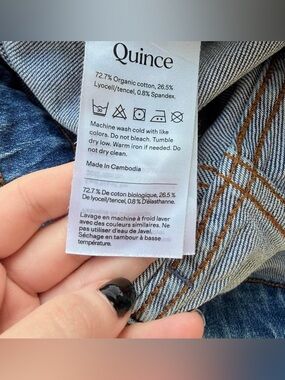 Quince
72.7% Organic cotton, 26.5%
Lyocell/tencel, 0.8% Spandex.
Machine wash cold with like
colors. Do not bleach. Tumble
dry low. Warm iron if needed. Do
not dry clean.
Made in Cambodia
72.7 % De coton biologique, 26.5 %
De lyocell/tencel, 0.8% D'élasthanne.
Lavage en machine à froid laver
avec des couleurs similaires. Ne
pas utiliser d'eau de Javel.
Séchage en tambour à basse
température.